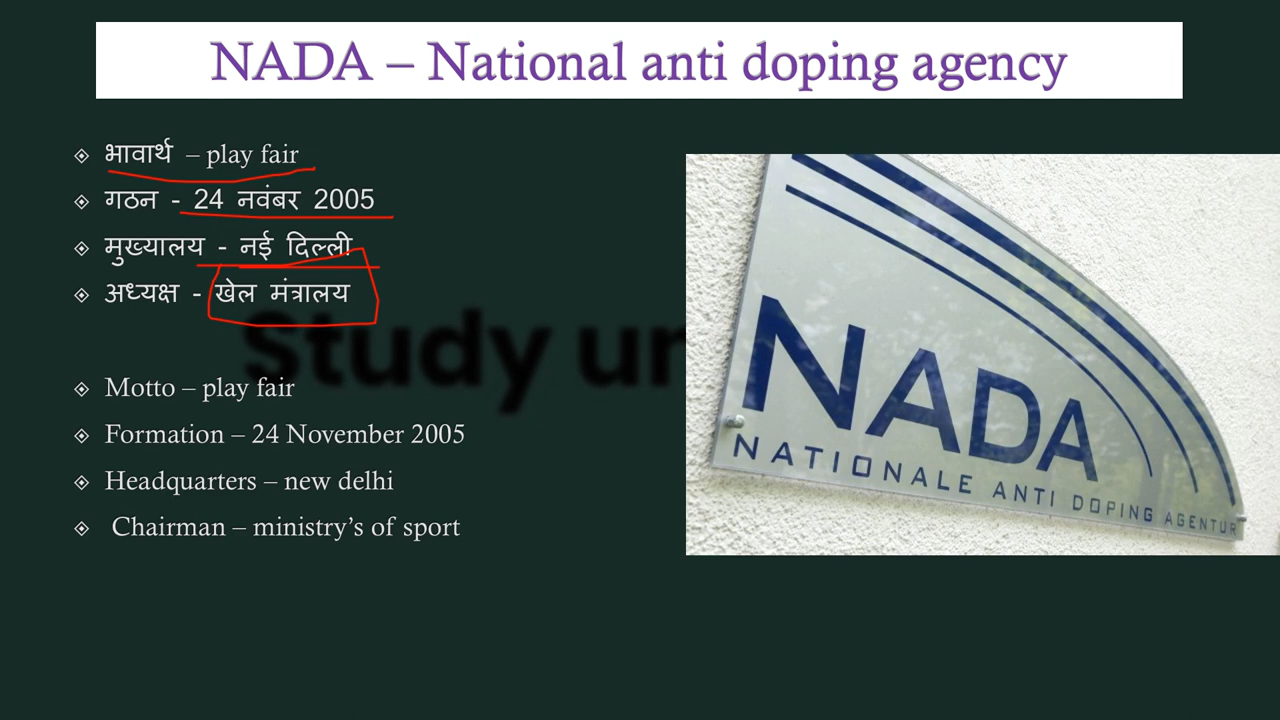 NADA – National anti doping agency
भावार्थ – play fair
गठन - 24 नवंबर 2005
मुख्यालय - नई दिल्ली
अध्यक्ष - खेल मंत्रालय
Study un
Motto – play fair
Formation – 24 November 2005
Headquarters – new delhi
Chairman – ministry’s of sport
NADA
NATIONALE ANTI DOPING AGENTUR